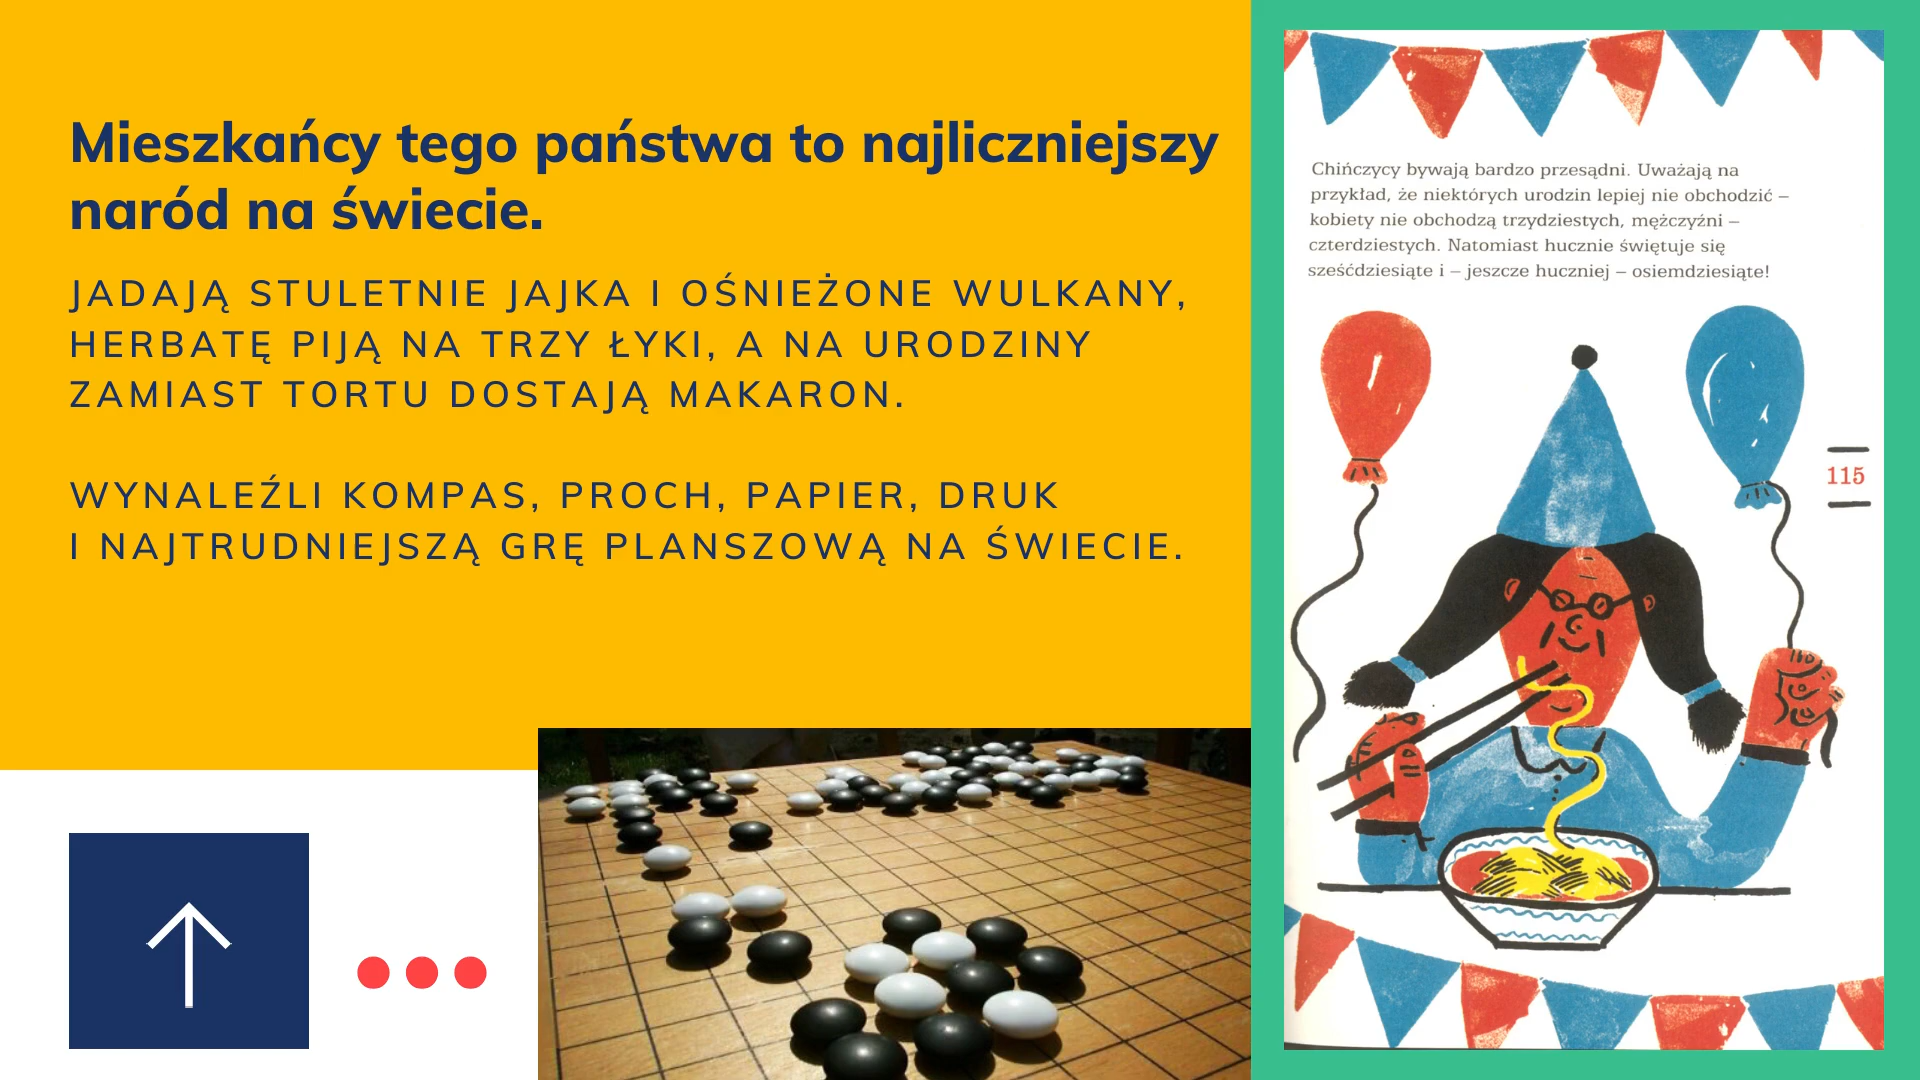 Mieszkańcy tego państwa to najliczniejszy
naród na świecie.
JADAJĄ STULETNIE JAJKA I OŚNIEŻONE WULKANY,
HERBATĘ PIJĄ NA TRZY ŁYKI, A NA URODZINY
ZAMIAST TORTU DOSTAJĄ MAKARON.
WYNALEŹLI KOMPAS, PROCH, PAPIER, DRUK
I NAJTRUDNIEJSZĄ GRĘ PLANSZOWĄ NA ŚWIECIE.
Chińczycy bywają bardzo przesądni. Uważają na
przykład, że niektórych urodzin lepiej nie obchodzić –
kobiety nie obchodzą trzydziestych, mężczyźni –
czterdziestych. Natomiast hucznie świętuje się
sześćdziesiąte i – jeszcze huczniej – osiemdziesiąte!
115